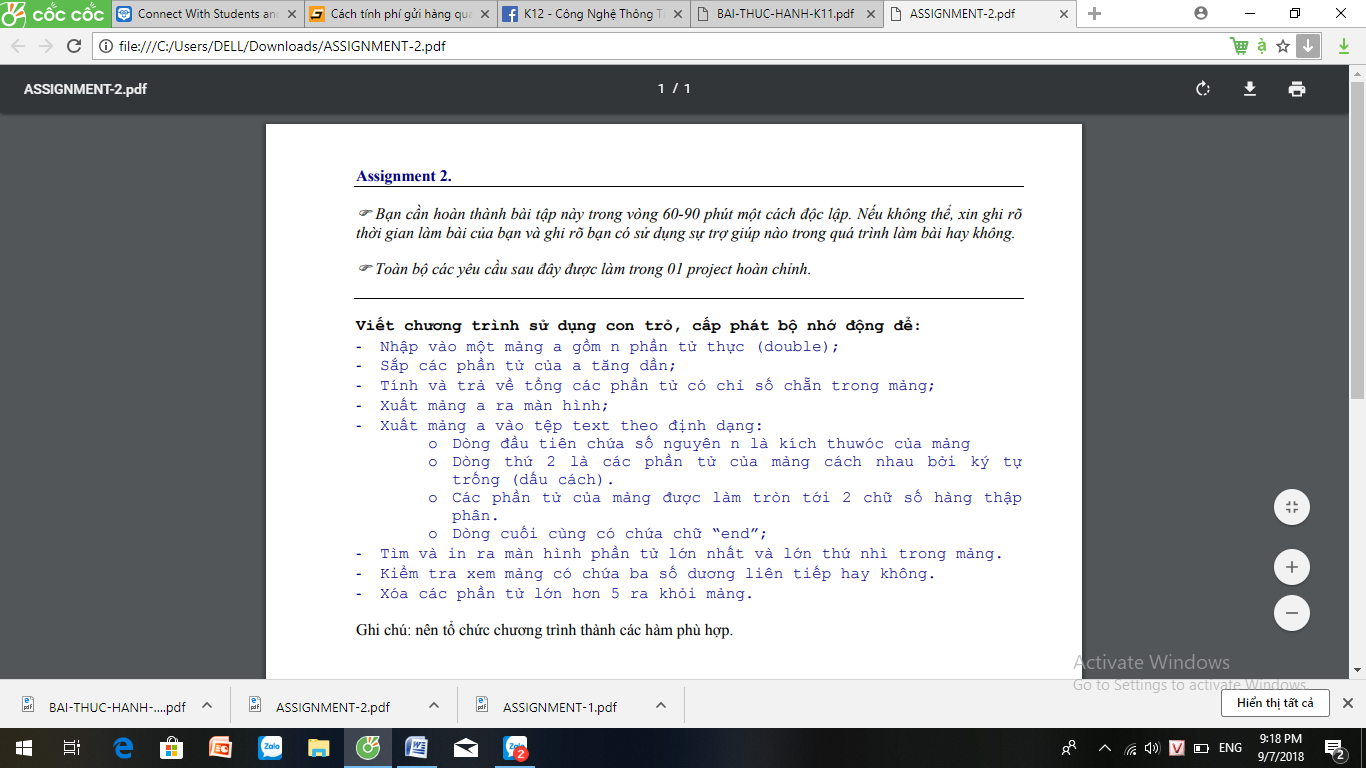 cốc cốc
Connect With Students an
Cách tính phí gửi hàng qu
K12 - Công Nghệ Thông T
BAI-THUC-HANH-K11.pdf
ASSIGNMENT-2.pdf
file:///C:/Users/DELL/Downloads/ASSIGNMENT-2.pdf
ASSIGNMENT-2.pdf
1 / 1
Assignment 2.
☞ Bạn cần hoàn thành bài tập này trong vòng 60-90 phút một cách độc lập. Nếu không thể, xin ghi rõ
thời gian làm bài của bạn và ghi rõ bạn có sử dụng sự trợ giúp nào trong quá trình làm bài hay không.
☞ Toàn bộ các yêu cầu sau đây được làm trong 01 project hoàn chỉnh.
Viết chương trình sử dụng con trỏ, cấp phát bộ nhớ động để:
- Nhập vào một mảng a gồm n phần tử thực (double);
- Sắp các phần tử của a tăng dần;
- Tính và trả về tổng các phần tử có chỉ số chẵn trong mảng;
- Xuất mảng a ra màn hình;
- Xuất mảng a vào tệp text theo định dạng:
o Dòng đầu tiên chứa số nguyên n là kích thuwóc của mảng
o Dòng thứ 2 là các phần tử của mảng cách nhau bởi ký tự
trống (dấu cách).
o Các phần tử của mảng được làm tròn tới 2 chữ số hàng thập
phân.
o Dòng cuối cùng có chứa chữ “end”;
- Tìm và in ra màn hình phần tử lớn nhất và lớn thứ nhì trong mảng.
- Kiểm tra xem mảng có chứa ba số dương liên tiếp hay không.
- Xóa các phần tử lớn hơn 5 ra khỏi mảng.
Ghi chú: nên tổ chức chương trình thành các hàm phù hợp.
Activate Windows
Go to Settings to activate Windows.
BAI-THUC-HANH-....pdf
ASSIGNMENT-2.pdf
ASSIGNMENT-1.pdf
Hiển thị tất cả
Zalo
Zalo
2
V
ENG
9:18 PM
9/7/2018
2